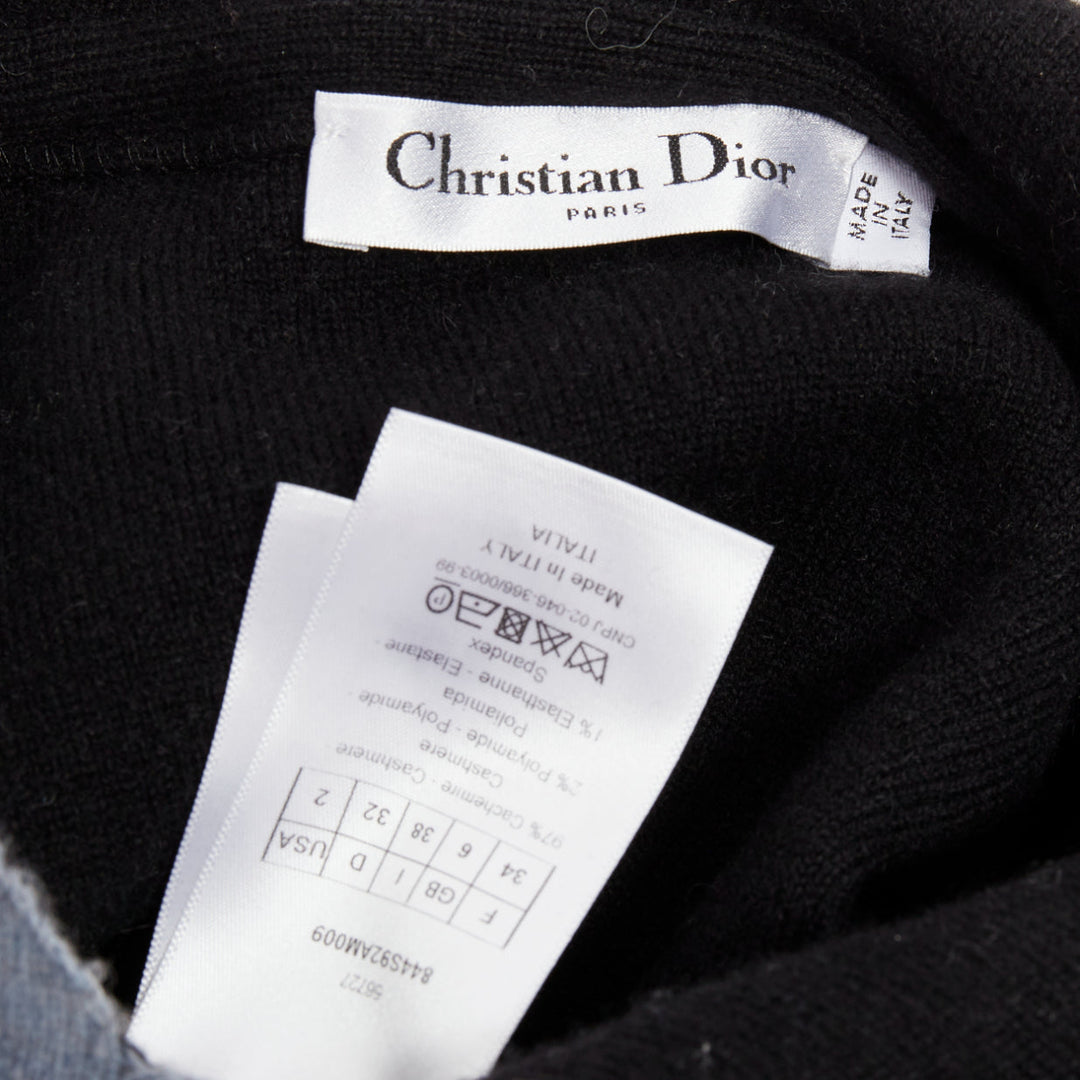 Christian Dior
PARIS
MADE
IN
ITALY
56727
844S92AM009
F GB I D USA
34 6 38 32 2
97% Cachemire - Cashmere
Cashmere
2% Polyamide - Polyamide -
Poliamida
1% Elasthanne - Elastane -
Spandex
P
CNPJ 02-046-366/0003-99
Made In ITALY
ITALIA